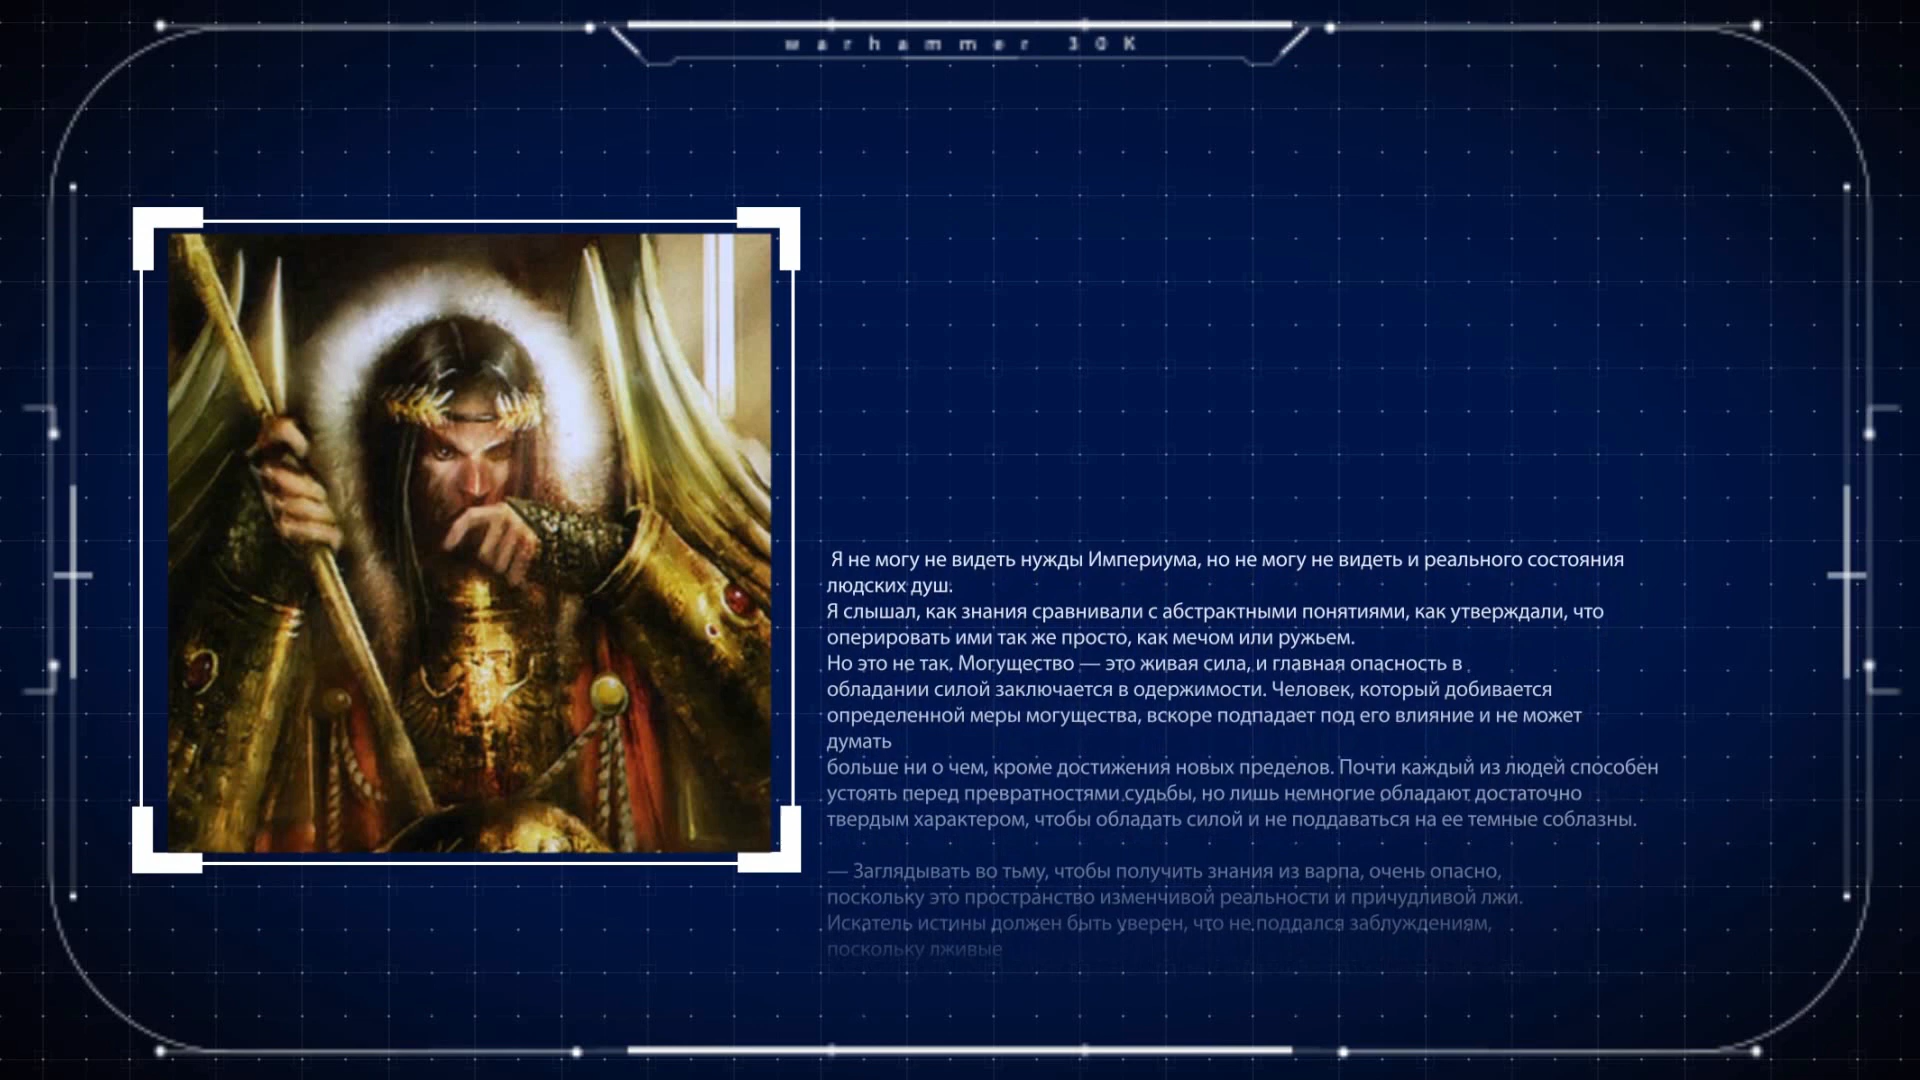 warhammer 30K
Я не могу не видеть нужды Империума, но не могу не видеть и реального состояния
людских душ.
Я слышал, как знания сравнивали с абстрактными понятиями, как утверждали, что
оперировать ими так же просто, как мечом или ружьем.
Но это не так. Могущество — это живая сила, и главная опасность в
обладании силой заключается в одержимости. Человек, который добивается
определенной меры могущества, вскоре подпадает под его влияние и не может
думать
больше ни о чем, кроме достижения новых пределов. Почти каждый из людей способен
устоять перед превратностями судьбы, но лишь немногие обладают достаточно
твердым характером, чтобы обладать силой и не поддаваться на ее темные соблазны.
— Заглядывать во тьму, чтобы получить знания из варпа, очень опасно,
поскольку это пространство изменчивой реальности и причудливой лжи.
Искатель истины должен быть уверен, что не поддался заблуждениям,
поскольку лживые